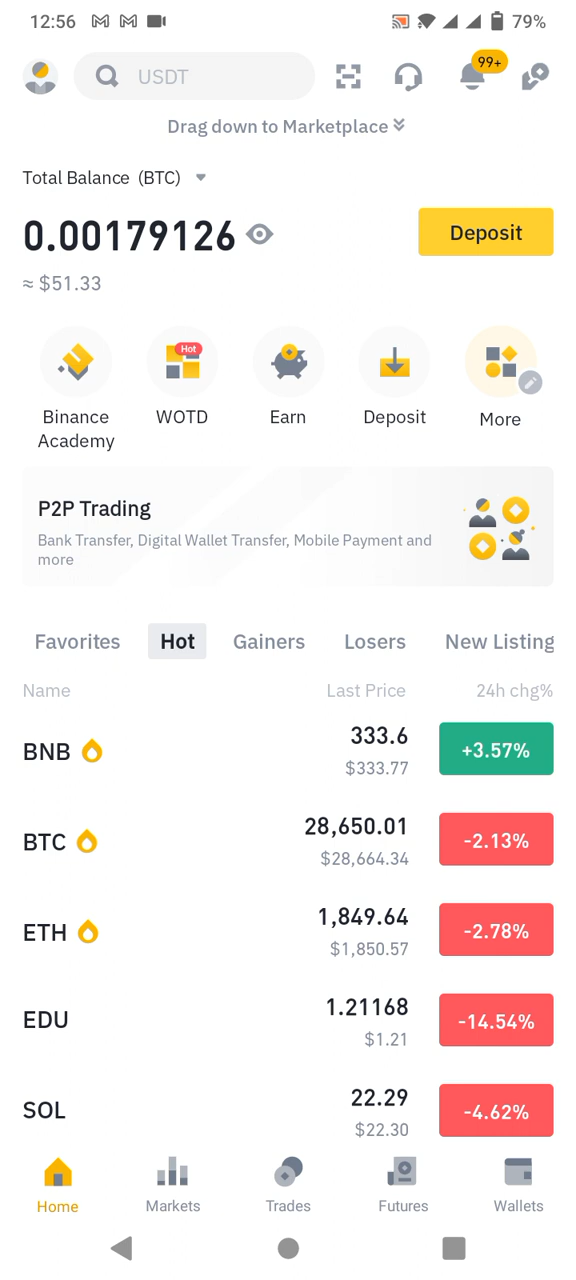 12:56 79%
USDT 99+
Drag down to Marketplace
Total Balance (BTC)
0.00179126 Deposit
≈ $51.33
Hot
Binance Academy WOTD Earn Deposit More
P2P Trading
Bank Transfer, Digital Wallet Transfer, Mobile Payment and
more
Favorites Hot Gainers Losers New Listing
Name Last Price 24h chg%
BNB 333.6 +3.57%
$333.77
BTC 28,650.01 -2.13%
$28,664.34
ETH 1,849.64 -2.78%
$1,850.57
EDU 1.21168 -14.54%
$1.21
SOL 22.29 -4.62%
$22.30
Home Markets Trades Futures Wallets